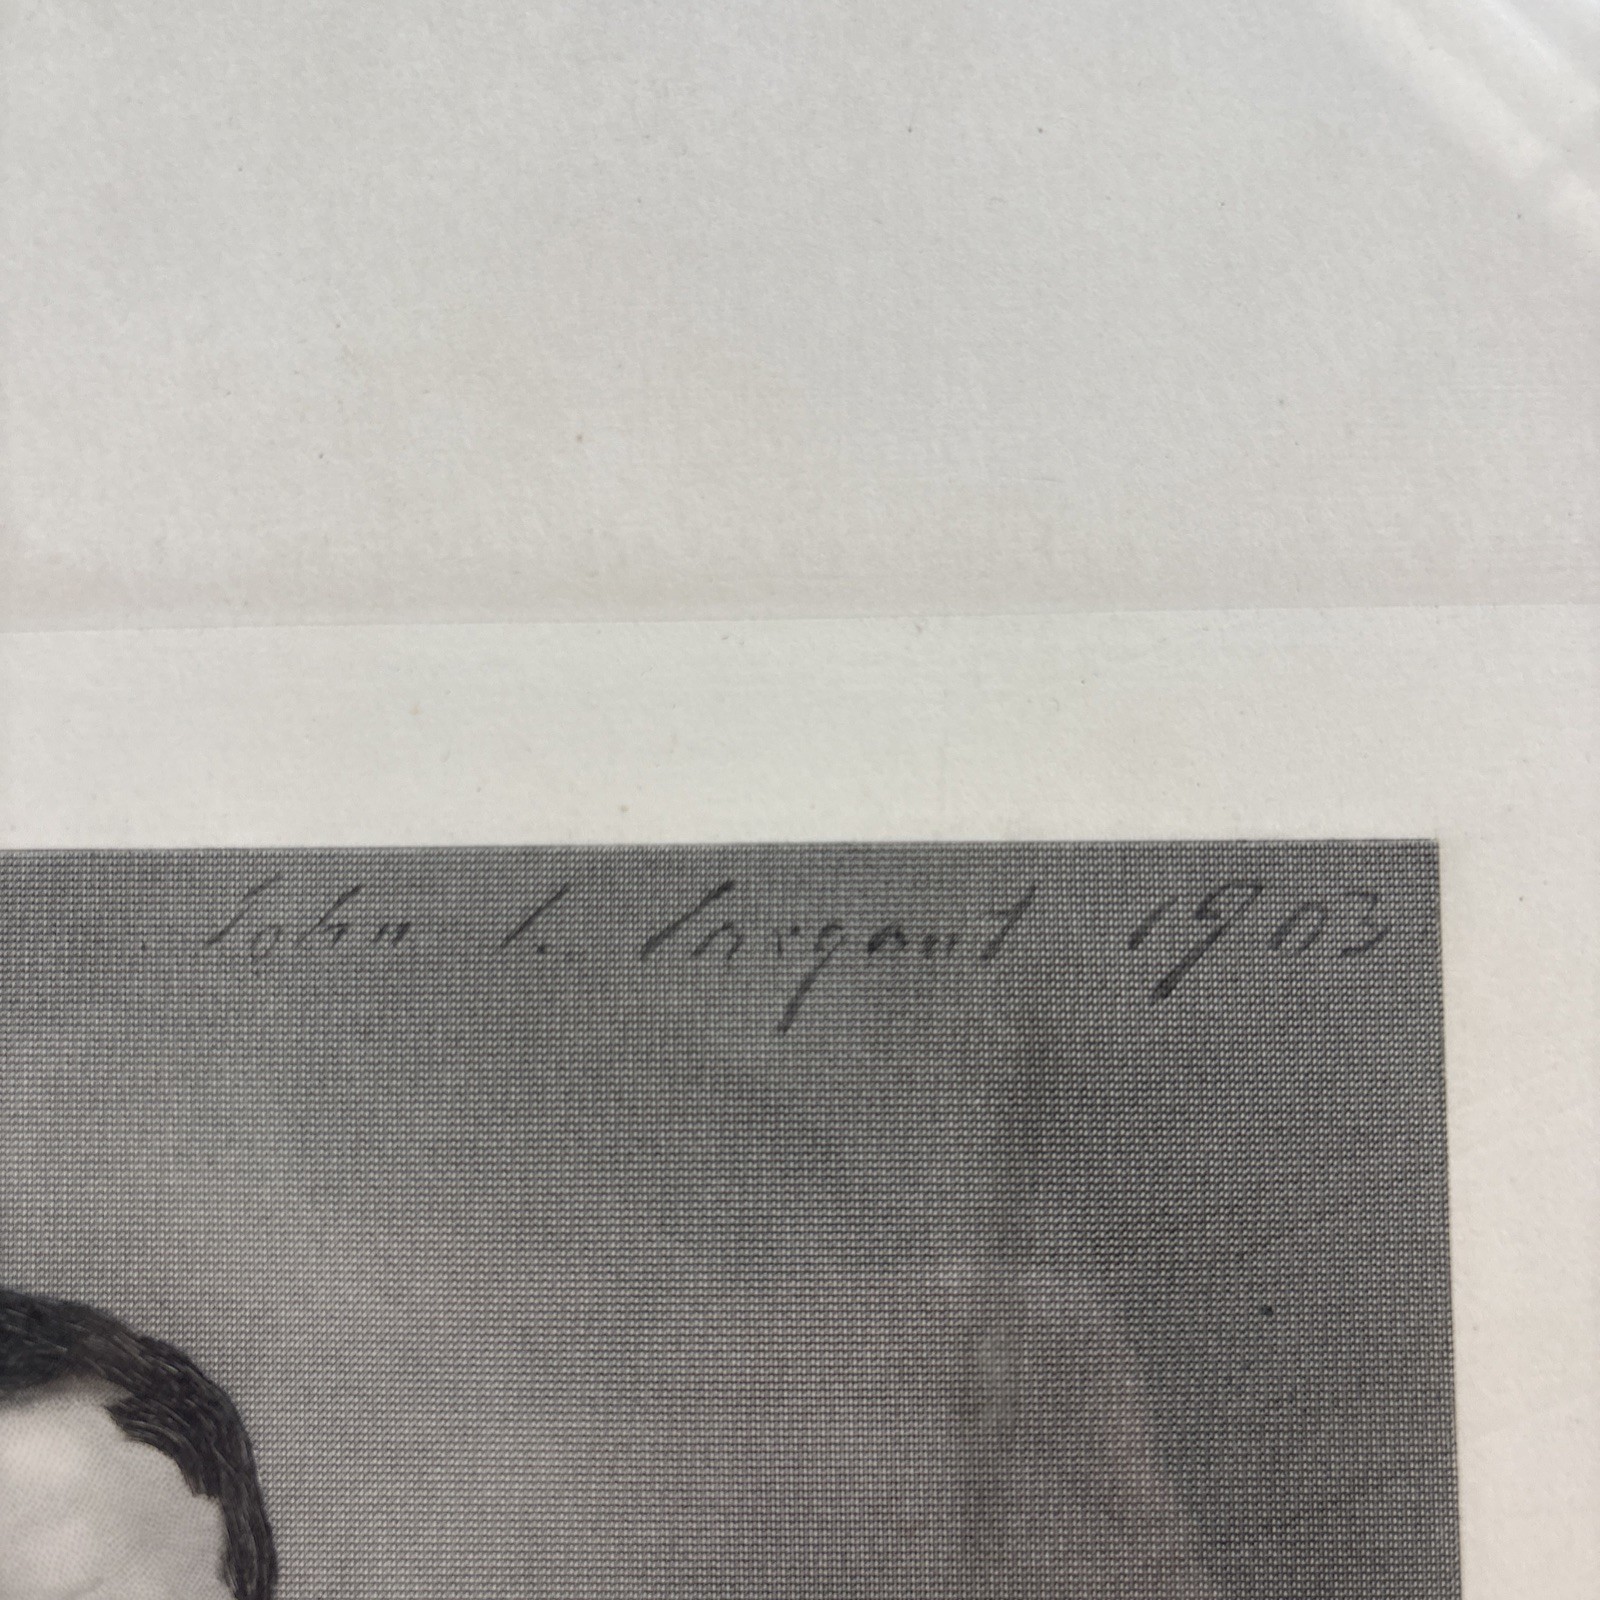 John S. Sargent 1903